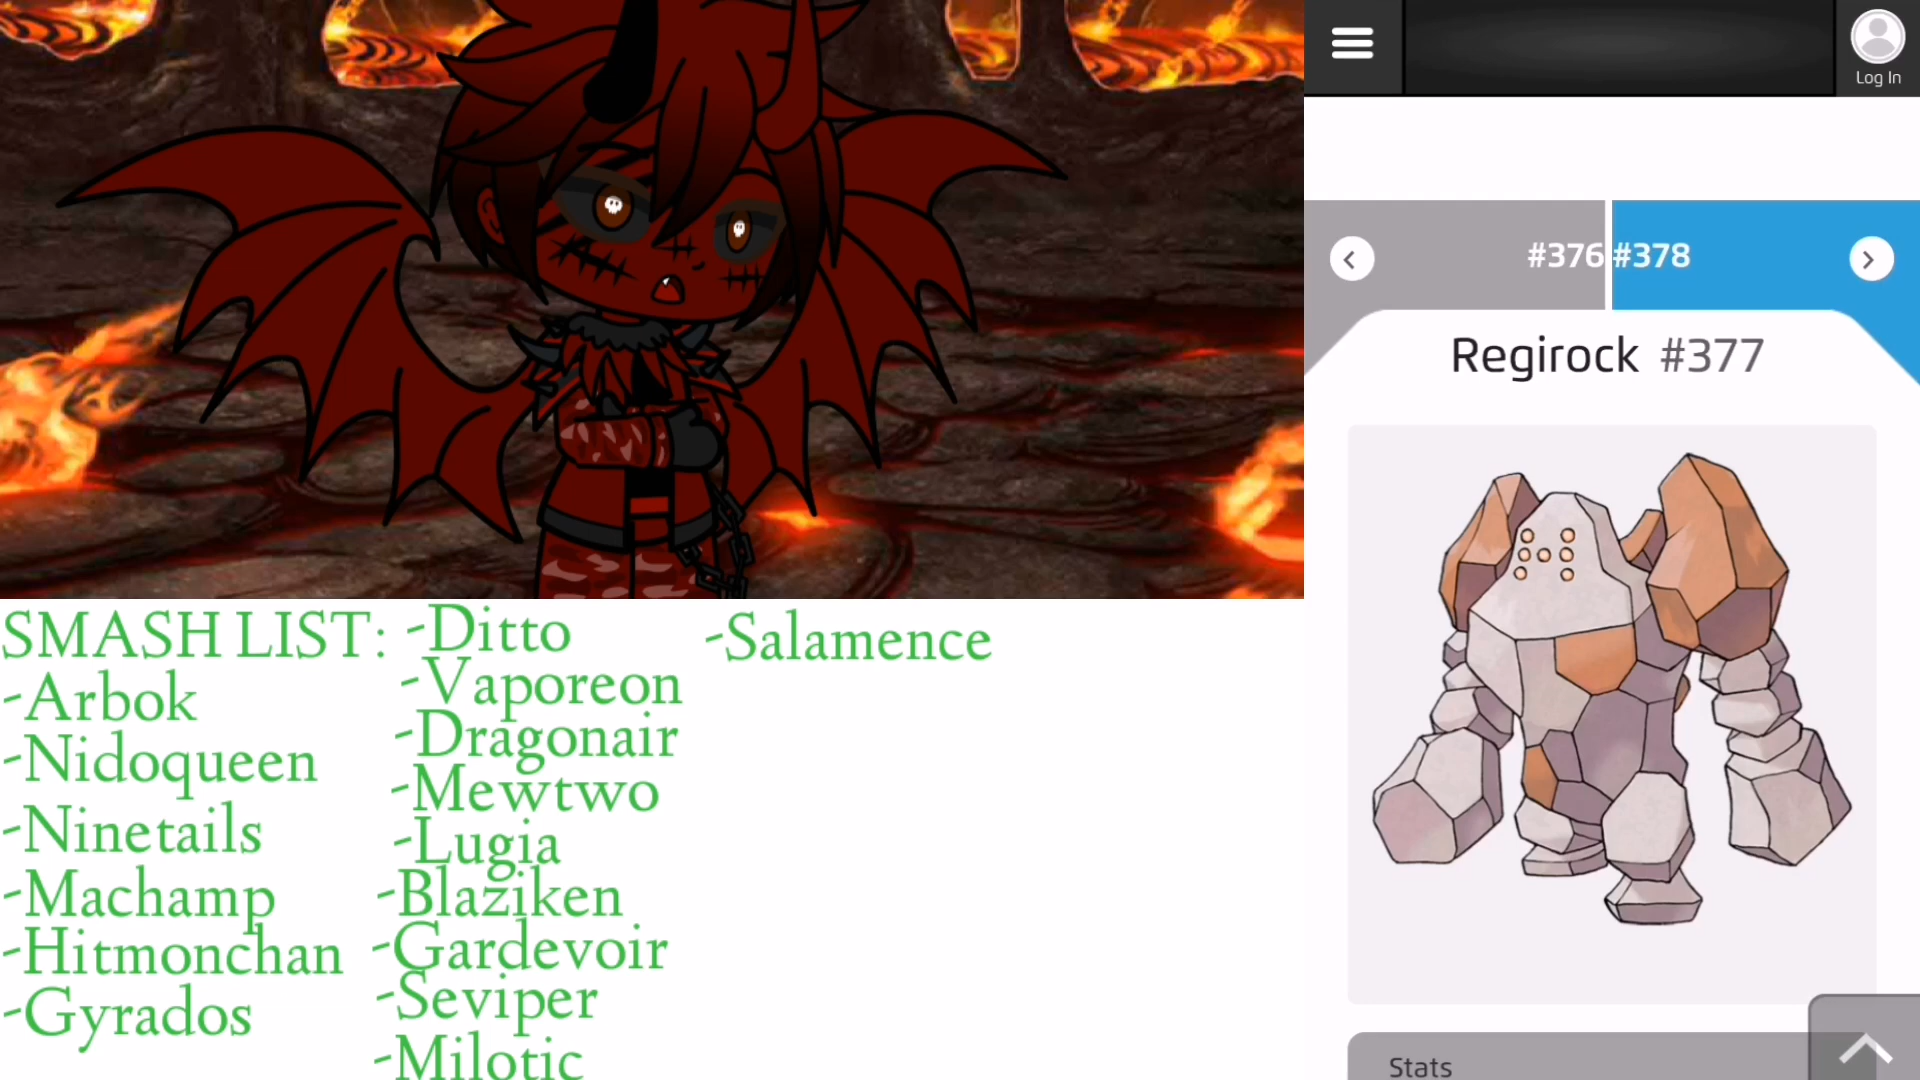 SMASH LIST:
-Arbok
-Nidoqueen
-Ninetails
-Machamp
-Hitmonchan
-Gyrados
-Ditto
-Vaporeon
-Dragonair
-Mewtwo
-Lugia
-Blaziken
-Gardevoir
-Seviper
-Milotic
-Salamence
Log In
#376 #378
Regirock #377
Stats